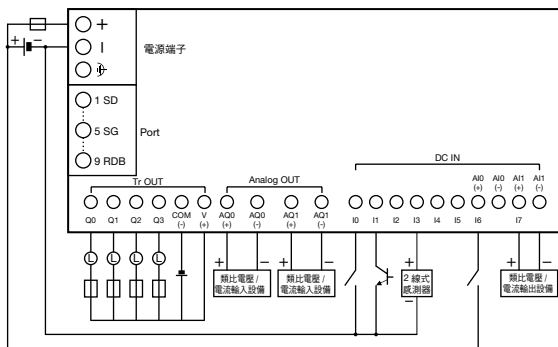 +
+ −
−
電源端子
1 SD
5 SG
Port
9 RDB
Tr OUT
Analog OUT
DC IN
Q0 Q1 Q2 Q3 COM (-) V (+) AQ0 (+) AQ0 (-) AQ1 (+) AQ1 (-) I0 I1 I2 I3 I4 I5 AI0 (+) I6 AI0 (-) AI1 (+) I7 AI1 (-)
L L L L
+ − + − + + −
類比電壓 / 電流輸入設備
類比電壓 / 電流輸入設備
2 線式 感測器
類比電壓 / 電流輸出設備
−